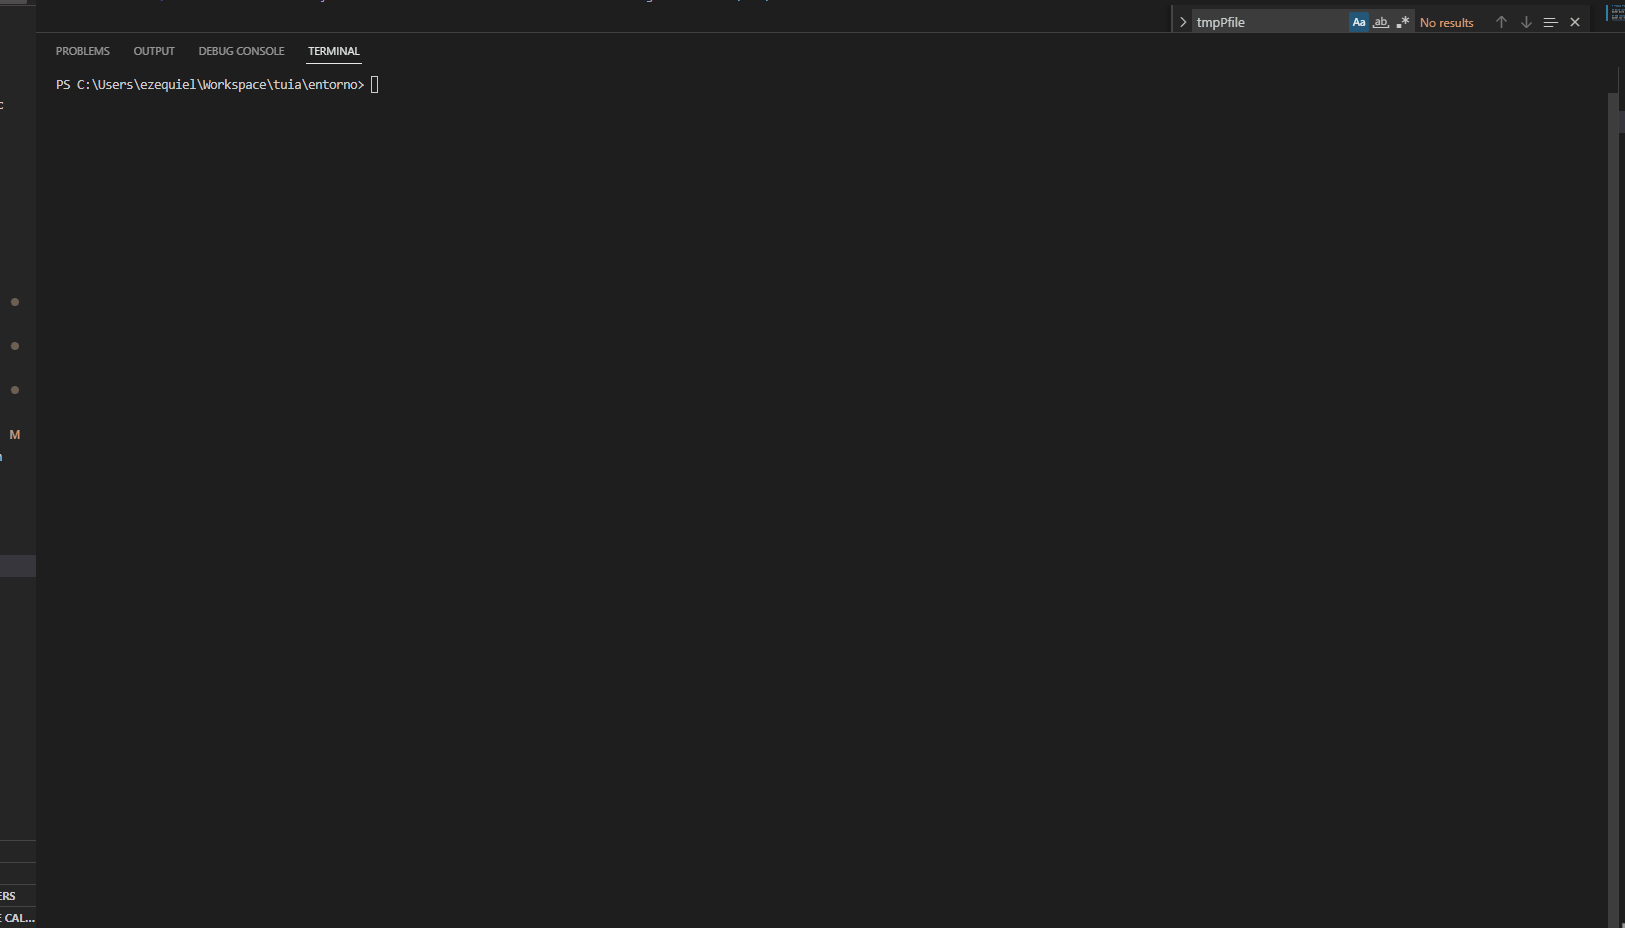 tmpPfile Aa ab No results
PROBLEMS OUTPUT DEBUG CONSOLE TERMINAL
PS C:\Users\ezequiel\Workspace\tuia\entorno>
M
ERS
E CAL...